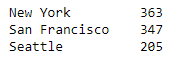 New York 363
San Francisco 347
Seattle 205